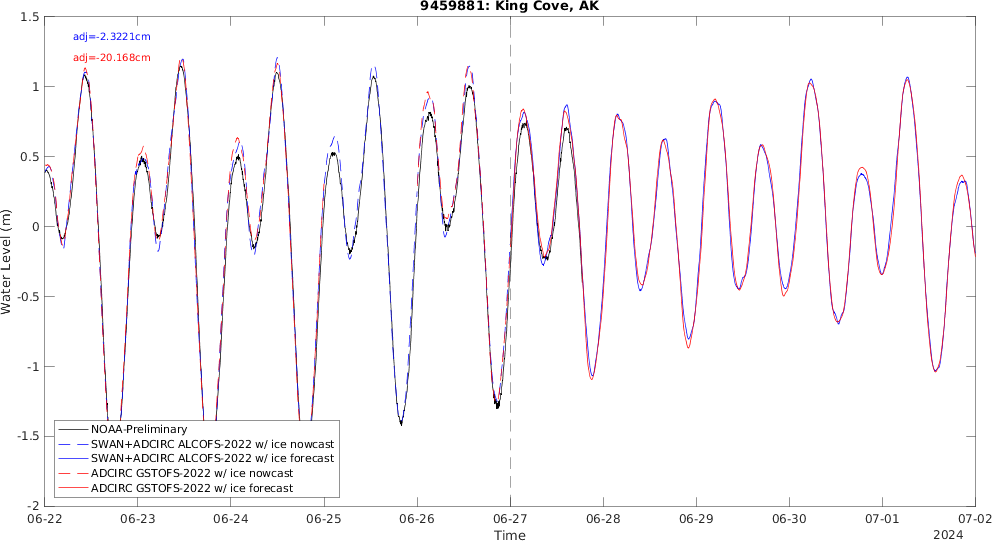 9459881: King Cove, AK
adj=-2.3221cm
adj=-20.168cm
1.5
1
0.5
0
-0.5
-1
-1.5
-2
Water Level (m)
NOAA-Preliminary
SWAN+ADCIRC ALCOFS-2022 w/ ice nowcast
SWAN+ADCIRC ALCOFS-2022 w/ ice forecast
ADCIRC GSTOFS-2022 w/ ice nowcast
ADCIRC GSTOFS-2022 w/ ice forecast
06-22 06-23 06-24 06-25 06-26 06-27 06-28 06-29 06-30 07-01 07-02
Time
2024